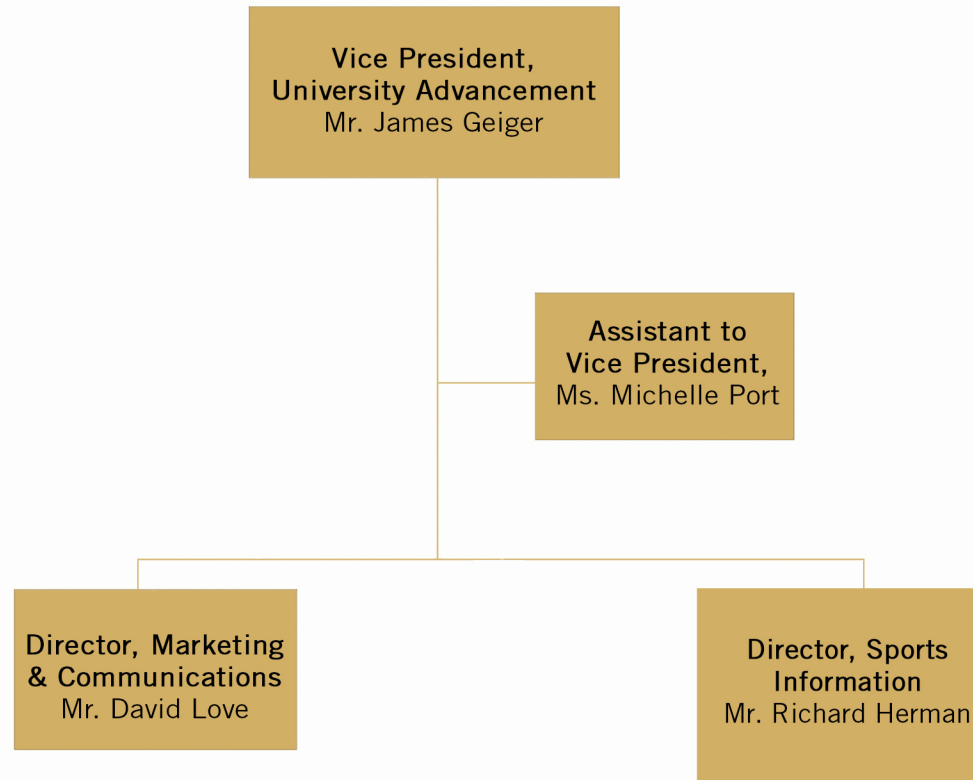 Vice President,
University Advancement
Mr. James Geiger
Assistant to
Vice President,
Ms. Michelle Port
Director, Marketing
& Communications
Mr. David Love
Director, Sports
Information
Mr. Richard Herman